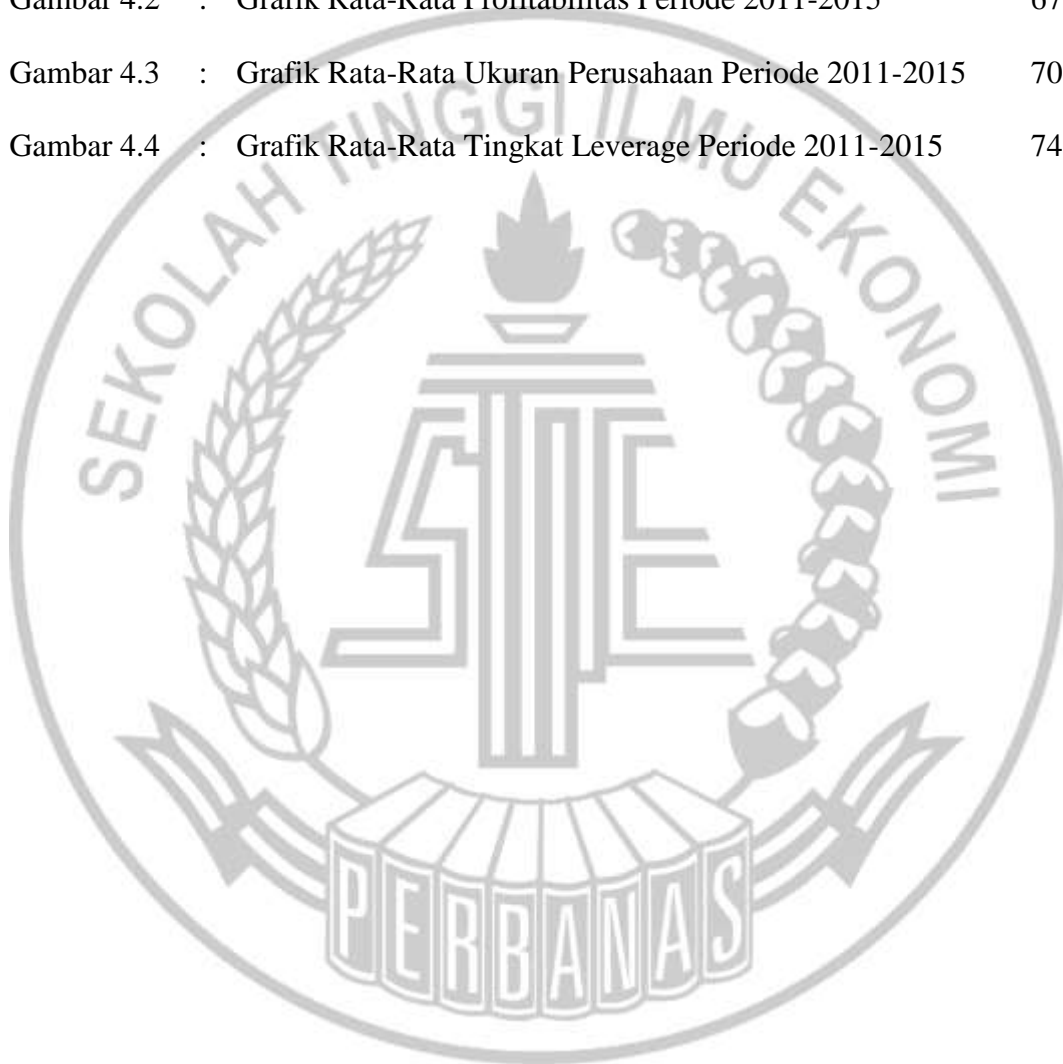 Gambar 4.2 : Grafik Rata-Rata Profitabilitas Periode 2011-2015 67
Gambar 4.3 : Grafik Rata-Rata Ukuran Perusahaan Periode 2011-2015 70
Gambar 4.4 : Grafik Rata-Rata Tingkat Leverage Periode 2011-2015 74
SEKOLAH TINGGI ILMU EKONOMI
STIE
PERBANAS